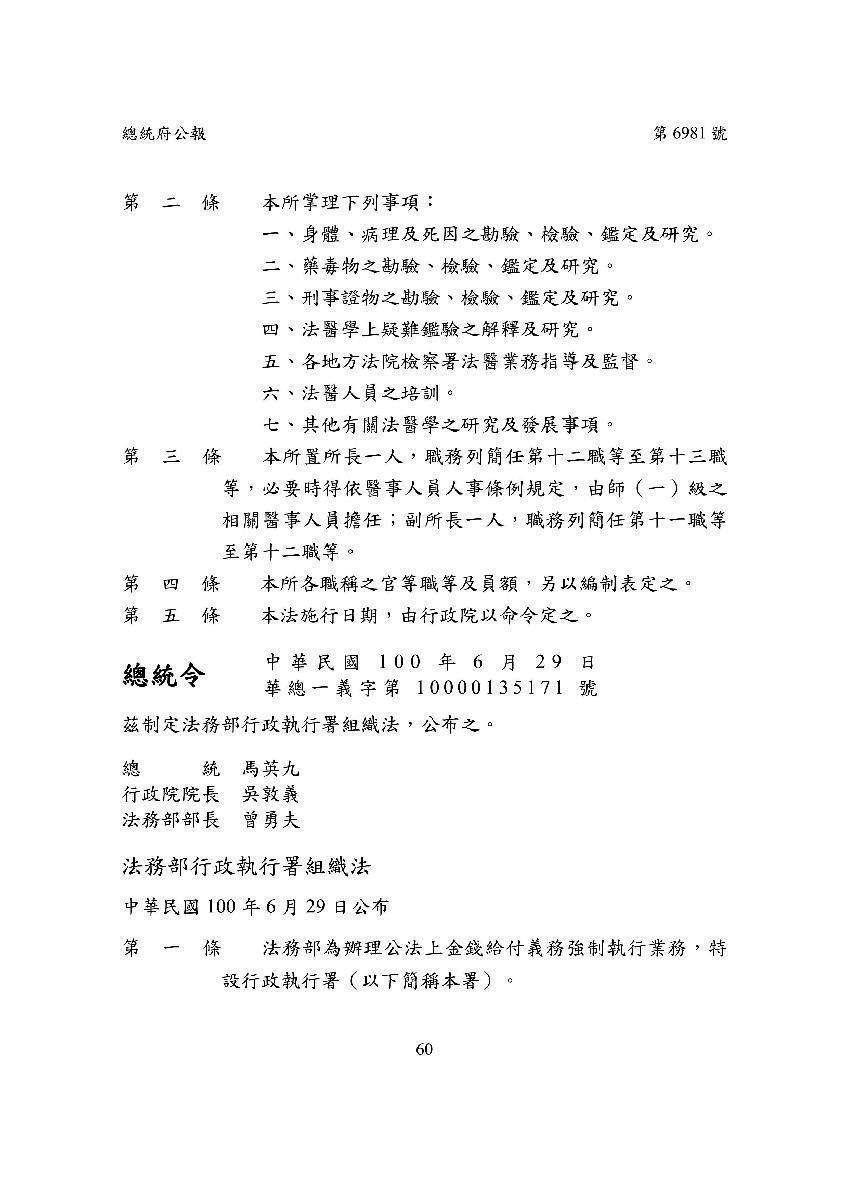 總統府公報 第 6981 號
第二條 本所掌理下列事項：
一、身體、病理及死因之勘驗、檢驗、鑑定及研究。
二、藥毒物之勘驗、檢驗、鑑定及研究。
三、刑事證物之勘驗、檢驗、鑑定及研究。
四、法醫學上疑難鑑驗之解釋及研究。
五、各地方法院檢察署法醫業務指導及監督。
六、法醫人員之培訓。
七、其他有關法醫學之研究及發展事項。
第三條 本所置所長一人，職務列簡任第十二職等至第十三職
等，必要時得依醫事人員人事條例規定，由師（一）級之
相關醫事人員擔任；副所長一人，職務列簡任第十一職等
至第十二職等。
第四條 本所各職稱之官等職等及員額，另以編制表定之。
第五條 本法施行日期，由行政院以命令定之。
總統令 中華民國 100 年 6 月 29 日
華總一義字第 10000135171 號
茲制定法務部行政執行署組織法，公布之。
總統 馬英九
行政院院長 吳敦義
法務部部長 曾勇夫
法務部行政執行署組織法
中華民國 100 年 6 月 29 日公布
第一條 法務部為辦理公法上金錢給付義務強制執行業務，特
設行政執行署（以下簡稱本署）。
60